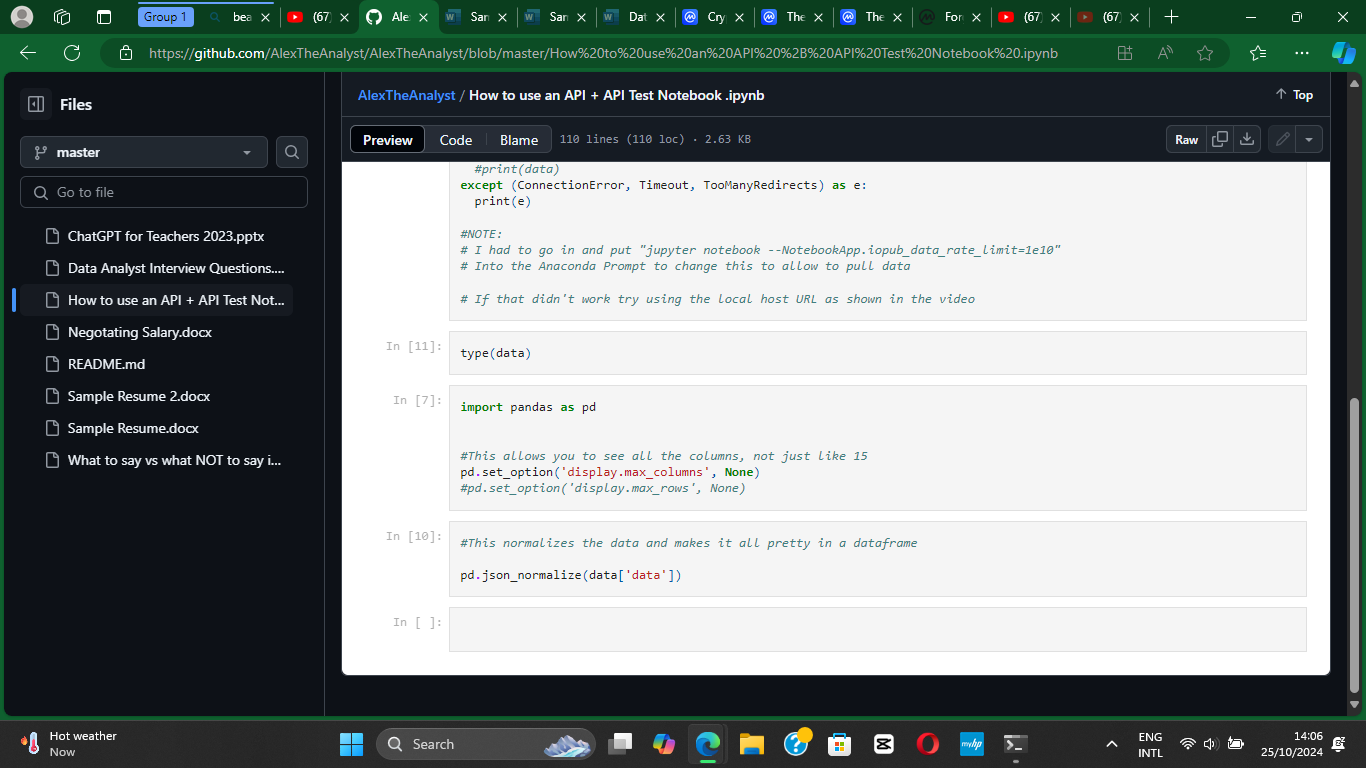 Group 1
bea
(67)
Ale
San
San
Dat
Cry
The
The
For
(67)
(67)
https://github.com/AlexTheAnalyst/AlexTheAnalyst/blob/master/How%20to%20use%20an%20API%20%2B%20API%20Test%20Notebook%20.ipynb
Files
master
Go to file
ChatGPT for Teachers 2023.pptx
Data Analyst Interview Questions....
How to use an API + API Test Not...
Negotating Salary.docx
README.md
Sample Resume 2.docx
Sample Resume.docx
What to say vs what NOT to say i...
AlexTheAnalyst / How to use an API + API Test Notebook .ipynb
Top
Preview Code Blame 110 lines (110 loc) · 2.63 KB
Raw
#print(data)
except (ConnectionError, Timeout, TooManyRedirects) as e:
print(e)
#NOTE:
# I had to go in and put "jupyter notebook --NotebookApp.iopub_data_rate_limit=1e10"
# Into the Anaconda Prompt to change this to allow to pull data
# If that didn't work try using the local host URL as shown in the video
In [11]:
type(data)
In [7]:
import pandas as pd
#This allows you to see all the columns, not just like 15
pd.set_option('display.max_columns', None)
#pd.set_option('display.max_rows', None)
In [10]:
#This normalizes the data and makes it all pretty in a dataframe
pd.json_normalize(data['data'])
In [ ]:
Hot weather
Now
Search
myhp
ENG
INTL
14:06
25/10/2024